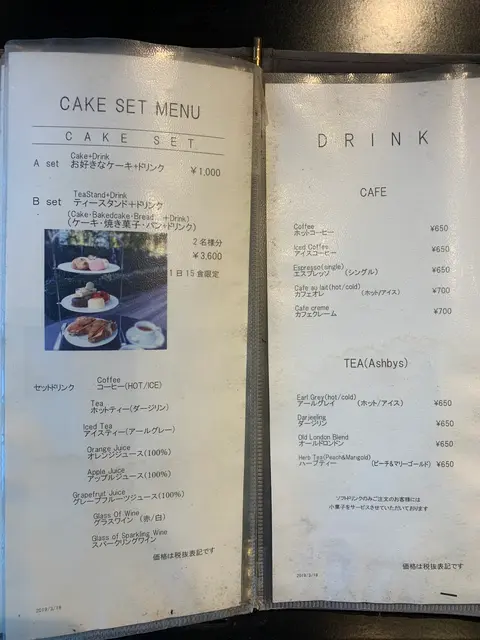 CAKE SET MENU
CAKE SET
Cake+Drink
A set お好きなケーキ+ドリンク ￥1,000
TeaStand+Drink
B set ティースタンド+ドリンク
(Cake・Bakedcake・Bread...+Drink)
(ケーキ・焼き菓子・パン+ドリンク)
2名様分
￥3,600
1日15食限定
Coffee
セットドリンク コーヒー(HOT/ICE)
Tea
ホットティー(ダージリン)
Iced Tea
アイスティー(アールグレー)
Orange Juice
オレンジジュース(100%)
Apple Juice
アップルジュース(100%)
Grapefruit Juice
グレープフルーツジュース(100%)
Glass Of Wine
グラスワイン (赤/白)
Glass of Sparkling Wine
スパークリングワイン
価格は税抜表記です
2019/3/19
DRINK
CAFE
Coffee
ホットコーヒー ¥650
Iced Coffee
アイスコーヒー ¥650
Espresso(single)
エスプレッソ (シングル) ¥650
Cafe au lait(hot/cold)
カフェオレ (ホット/アイス) ¥700
Cafe creme
カフェクレーム ¥700
TEA(Ashbys)
Earl Grey(hot/cold)
アールグレイ (ホット/アイス) ¥650
Darjeeling
ダージリン ¥650
Old London Blend
オールドロンドン ¥650
Herb Tea(Peach&Marigold)
ハーブティー (ピーチ&マリーゴールド) ¥650
ソフトドリンクのみご注文のお客様には
小菓子をサービスさせていただいております
価格は税抜表記です
2019/3/19